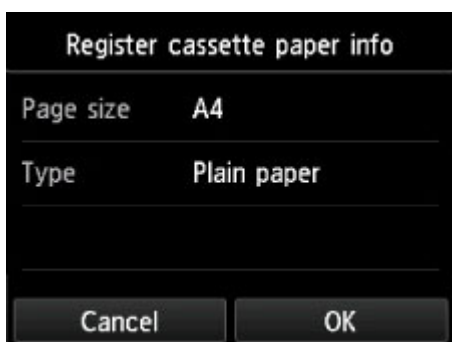 Register cassette paper info
Page size A4
Type Plain paper
Cancel OK